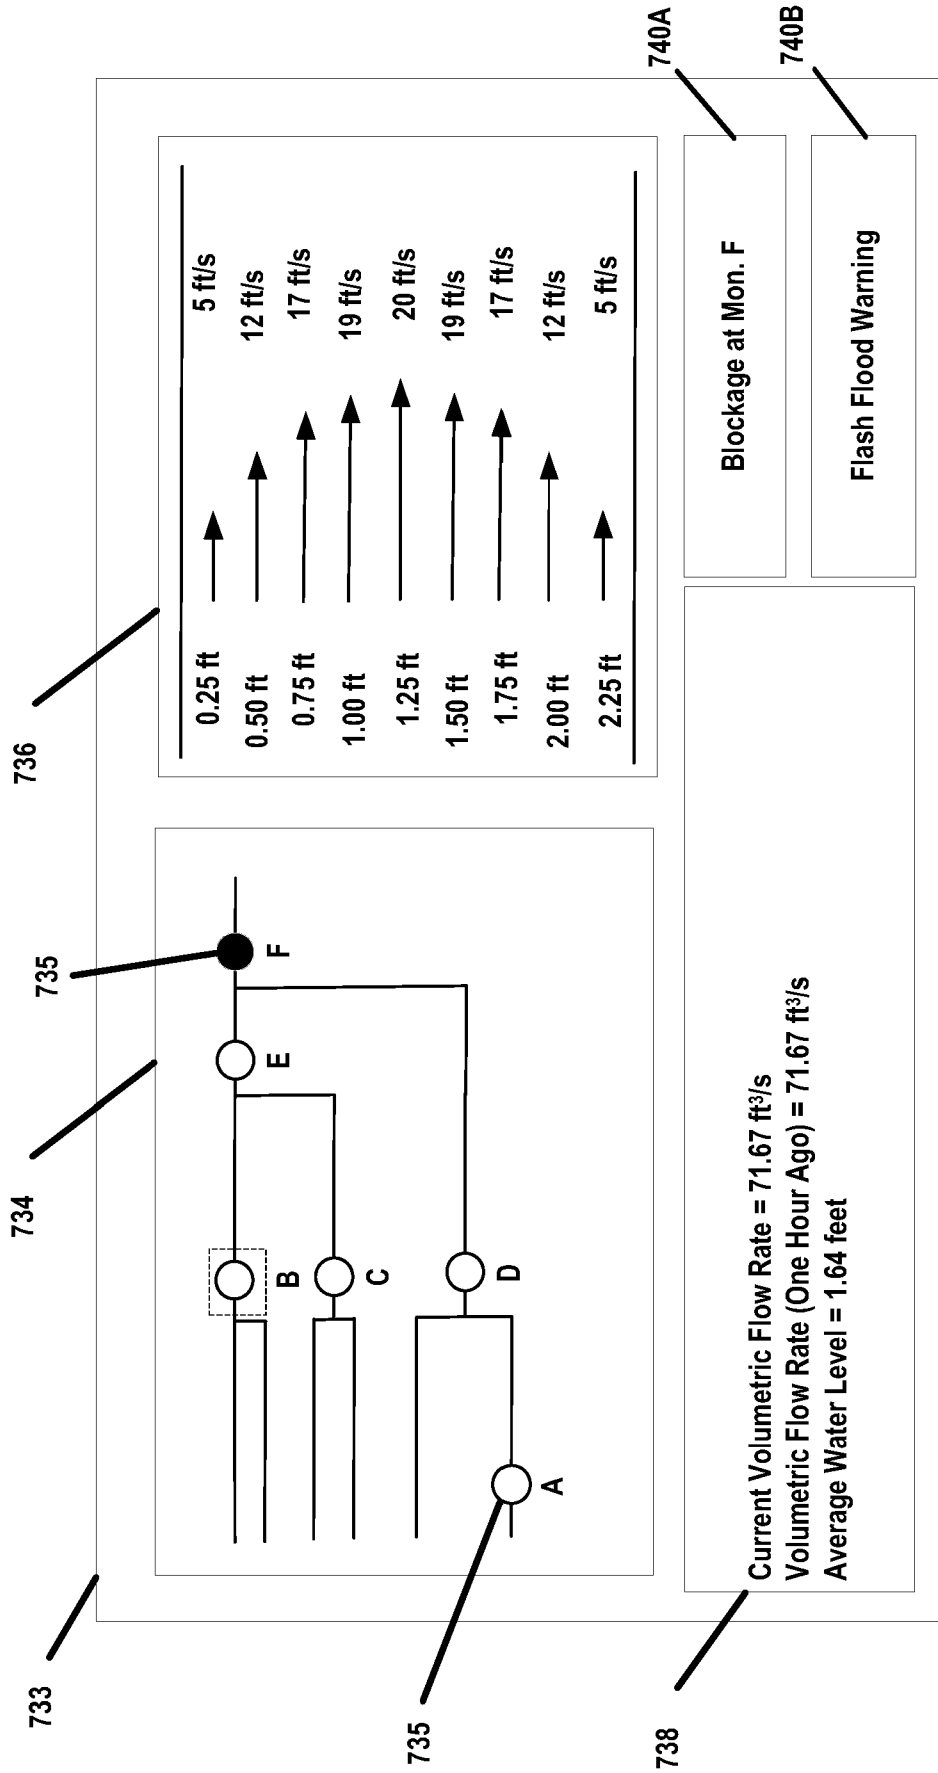 733
734
735
736
B
C
D
E
F
A
735
0.25 ft 5 ft/s
0.50 ft 12 ft/s
0.75 ft 17 ft/s
1.00 ft 19 ft/s
1.25 ft 20 ft/s
1.50 ft 19 ft/s
1.75 ft 17 ft/s
2.00 ft 12 ft/s
2.25 ft 5 ft/s
738
Current Volumetric Flow Rate = 71.67 ft³/s
Volumetric Flow Rate (One Hour Ago) = 71.67 ft³/s
Average Water Level = 1.64 feet
Blockage at Mon. F
740A
Flash Flood Warning
740B